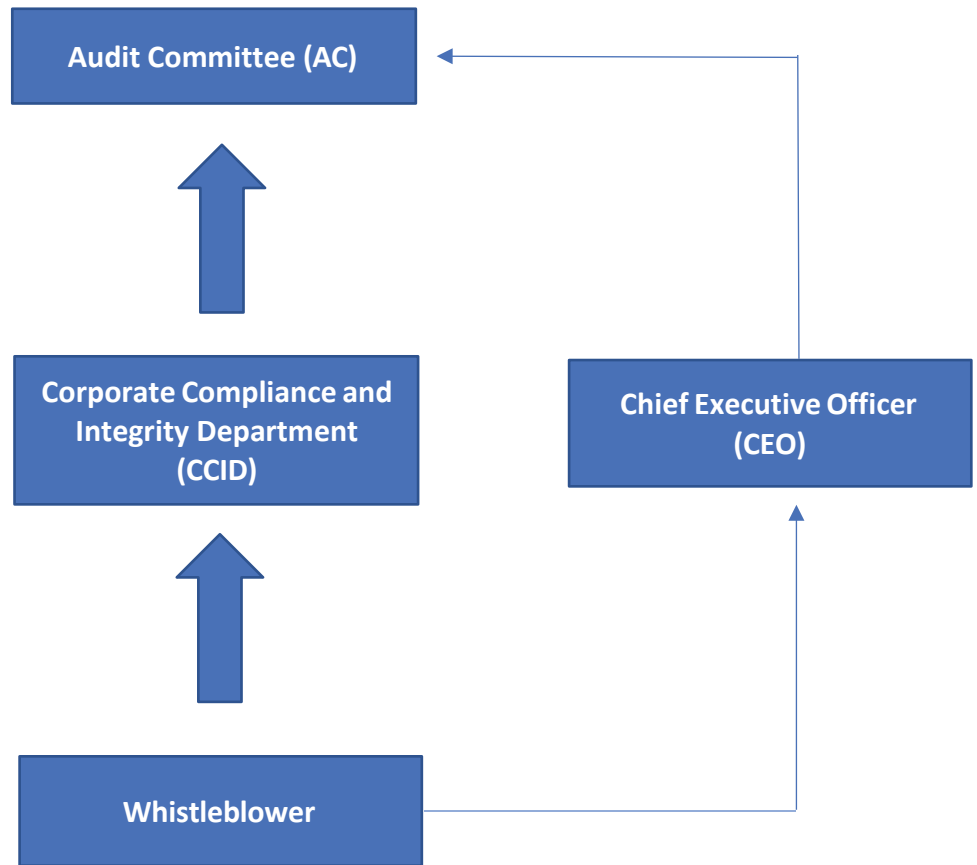 Audit Committee (AC)
Corporate Compliance and
Integrity Department
(CCID)
Chief Executive Officer
(CEO)
Whistleblower